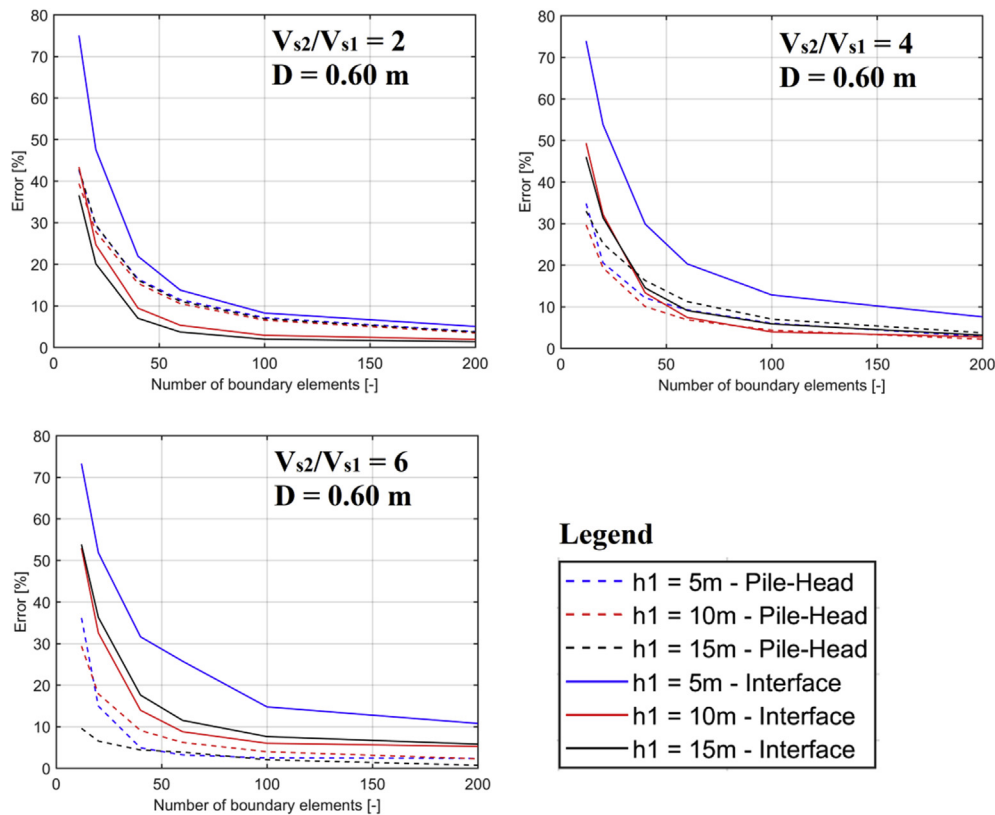 Vs2/Vs1 = 2
D = 0.60 m
Error [%]
80
70
60
50
40
30
20
10
0
0 50 100 150 200
Number of boundary elements [-]
Vs2/Vs1 = 4
D = 0.60 m
Error [%]
80
70
60
50
40
30
20
10
0
0 50 100 150 200
Number of boundary elements [-]
Vs2/Vs1 = 6
D = 0.60 m
Error [%]
80
70
60
50
40
30
20
10
0
0 50 100 150 200
Number of boundary elements [-]
Legend
h1 = 5m - Pile-Head
h1 = 10m - Pile-Head
h1 = 15m - Pile-Head
h1 = 5m - Interface
h1 = 10m - Interface
h1 = 15m - Interface